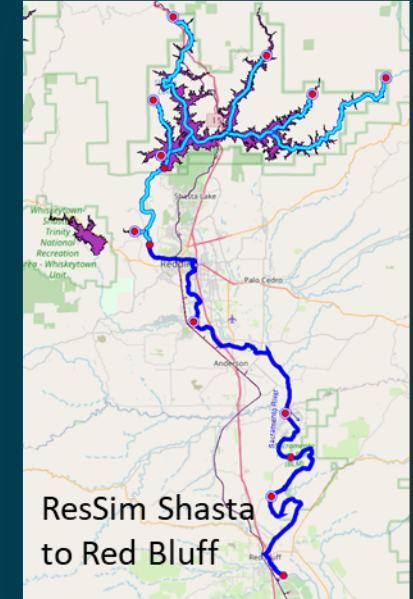 Shasta Lake
Whiskeytown-
Trinity
National
Recreation
Area - Whiskeytown
Unit
Redding
Palo Cedro
Anderson
Sacramento River
ResSim Shasta
to Red Bluff
Red Bluff